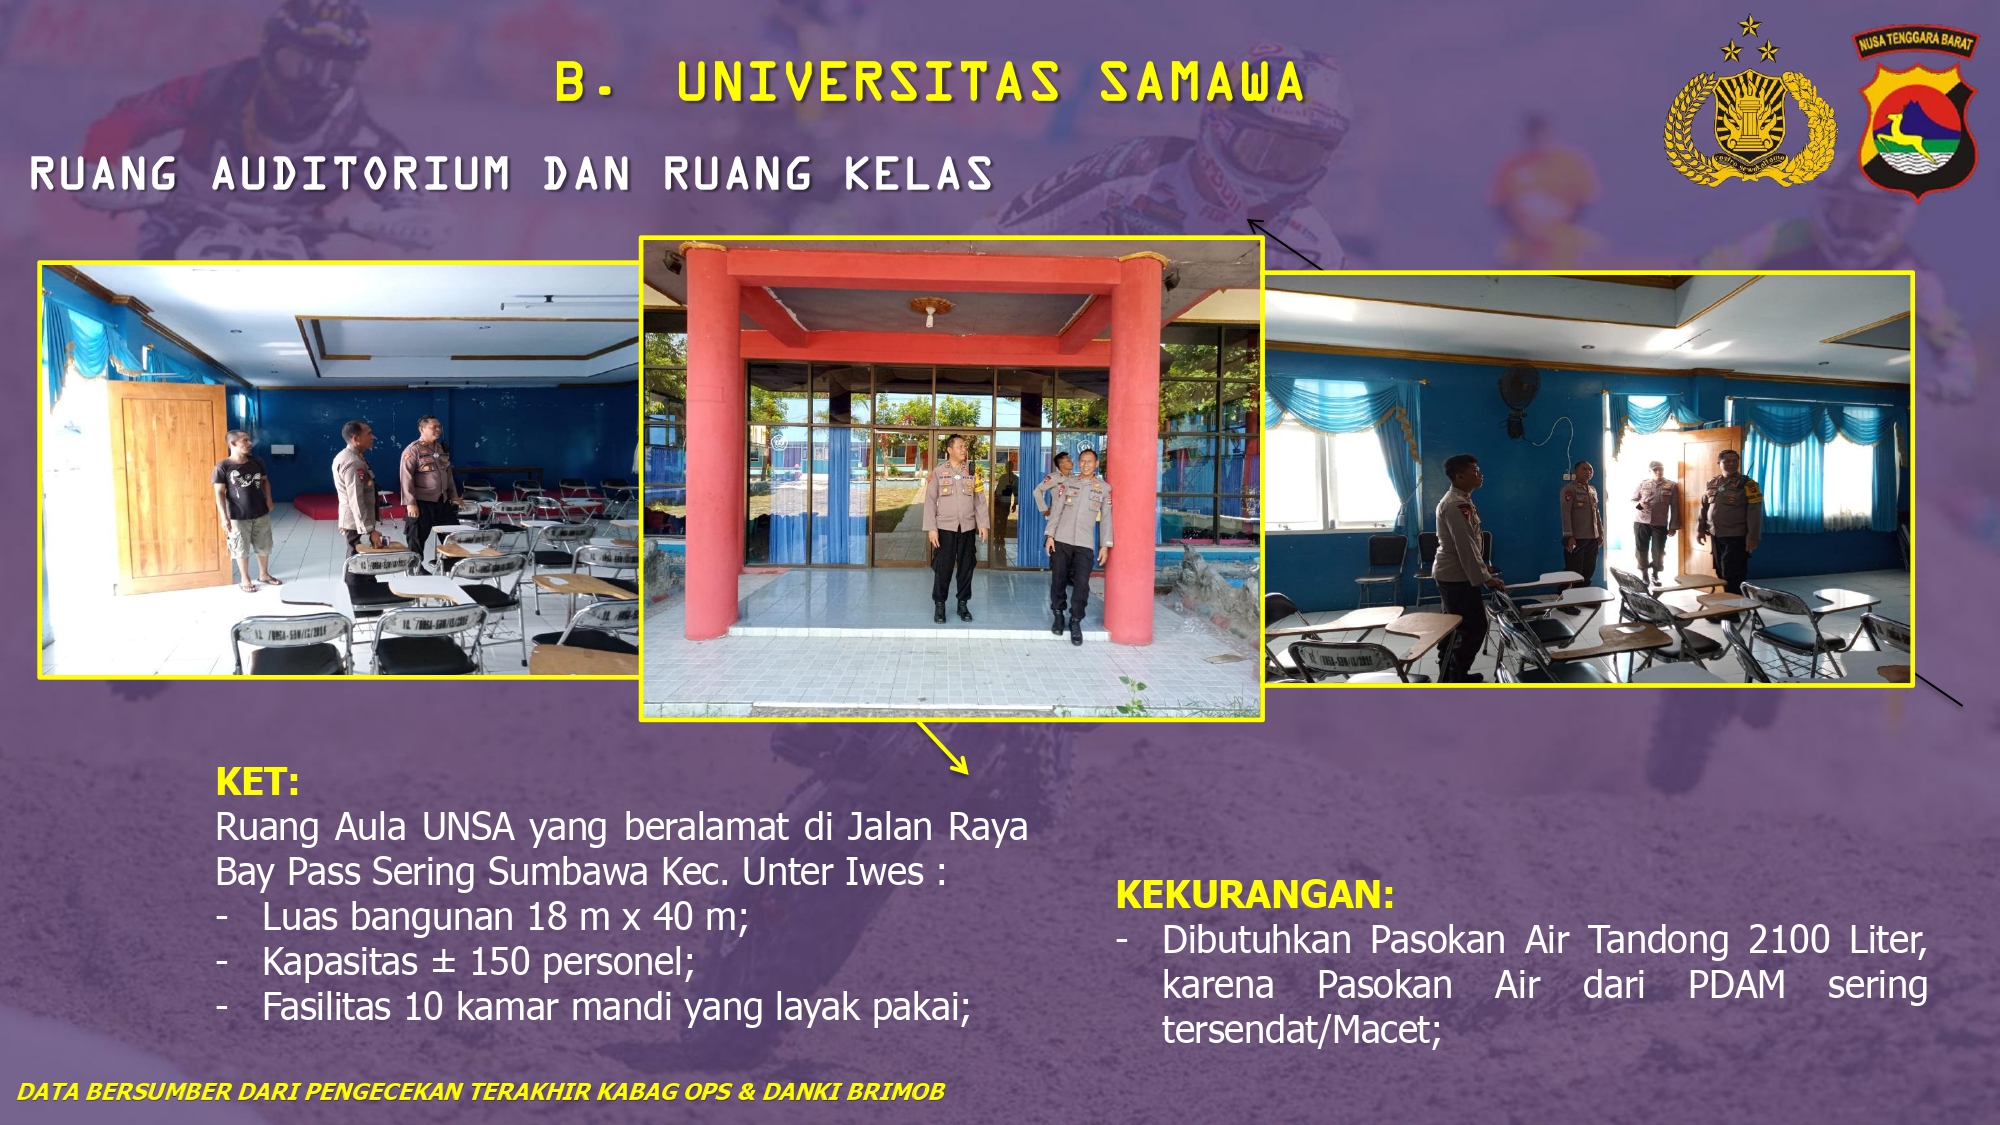 B. UNIVERSITAS SAMAWA
NUSA TENGGARA BARAT
RUANG AUDITORIUM DAN RUANG KELAS
KET:
Ruang Aula UNSA yang beralamat di Jalan Raya
Bay Pass Sering Sumbawa Kec. Unter Iwes :
- Luas bangunan 18 m x 40 m;
- Kapasitas ± 150 personel;
- Fasilitas 10 kamar mandi yang layak pakai;
KEKURANGAN:
- Dibutuhkan Pasokan Air Tandong 2100 Liter,
karena Pasokan Air dari PDAM sering
tersendat/Macet;
DATA BERSUMBER DARI PENGECEKAN TERAKHIR KABAG OPS & DANKI BRIMOB